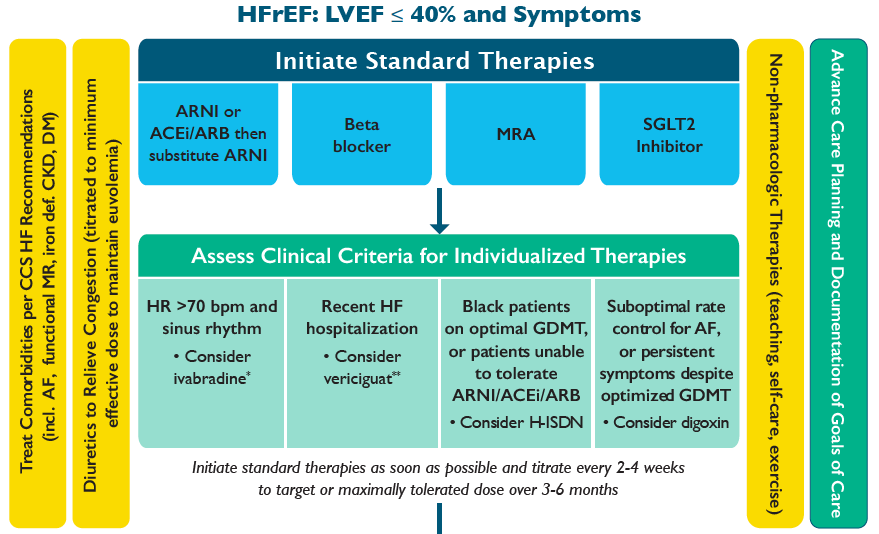 HFrEF: LVEF ≤ 40% and Symptoms
Treat Comorbidities per CCS HF Recommendations
(incl. AF, functional MR, iron def. CKD, DM)
Diuretics to Relieve Congestion (titrated to minimum
effective dose to maintain euvolemia)
Initiate Standard Therapies
ARNI or
ACEi/ARB then
substitute ARNI
Beta
blocker
MRA
SGLT2
Inhibitor
Assess Clinical Criteria for Individualized Therapies
HR >70 bpm and
sinus rhythm
• Consider
ivabradine*
Recent HF
hospitalization
• Consider
vericiguat**
Black patients
on optimal GDMT,
or patients unable
to tolerate
ARNI/ACEi/ARB
• Consider H-ISDN
Suboptimal rate
control for AF,
or persistent
symptoms despite
optimized GDMT
• Consider digoxin
Initiate standard therapies as soon as possible and titrate every 2-4 weeks
to target or maximally tolerated dose over 3-6 months
Non-pharmacologic Therapies (teaching, self-care, exercise)
Advance Care Planning and Documentation of Goals of Care